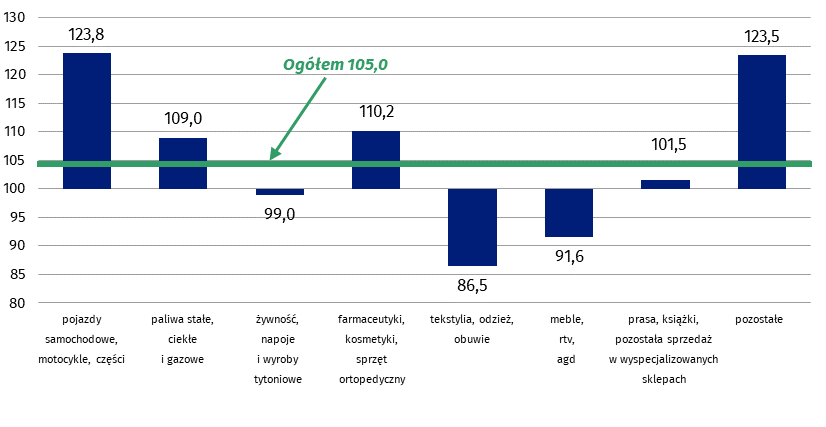 130
125
120
115
110
105
100
95
90
85
80
123,8
109,0
99,0
Ogółem 105,0
110,2
86,5
91,6
101,5
123,5
pojazdy
samochodowe,
motocykle, części
paliwa stałe,
ciekłe
i gazowe
żywność,
napoje
i wyroby
tytoniowe
farmaceutyki,
kosmetyki,
sprzęt
ortopedyczny
tekstylia, odzież,
obuwie
meble,
rtv,
agd
prasa, książki,
pozostała sprzedaż
w wyspecjalizowanych
sklepach
pozostałe